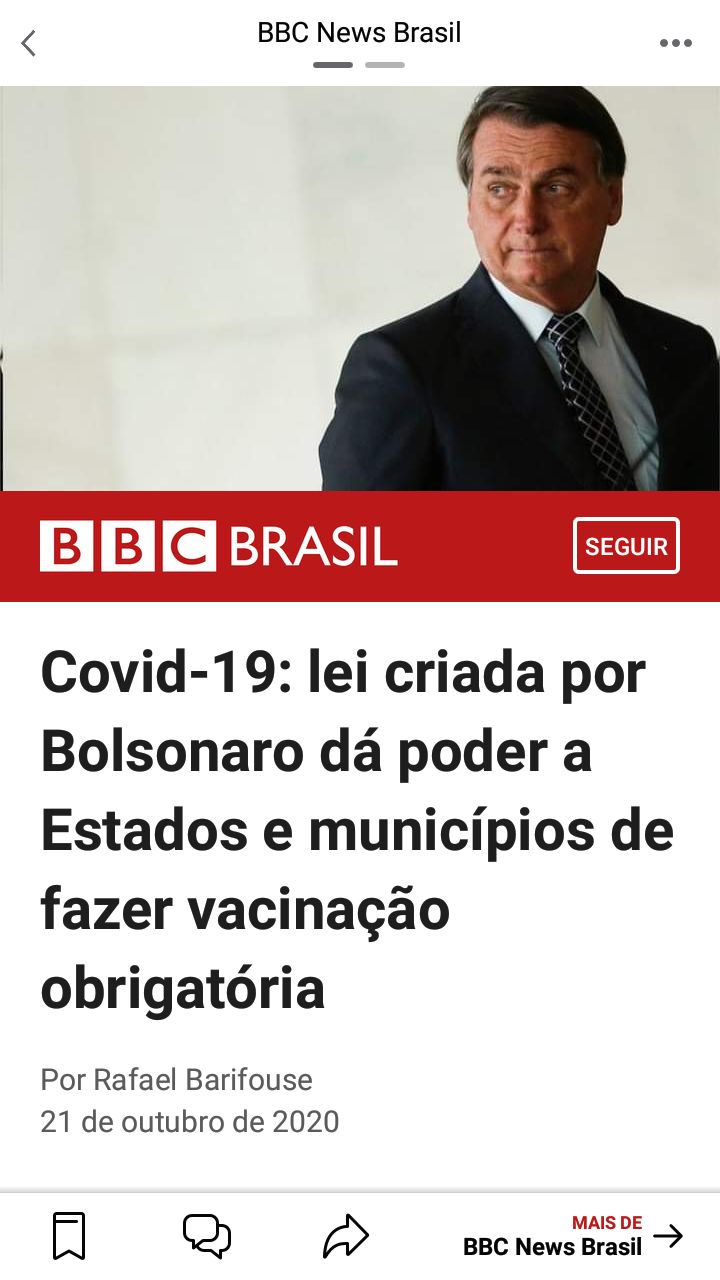 BBC News Brasil
BBC BRASIL
SEGUIR
Covid-19: lei criada por
Bolsonaro dá poder a
Estados e municípios de
fazer vacinação
obrigatória
Por Rafael Barifouse
21 de outubro de 2020
MAIS DE
BBC News Brasil